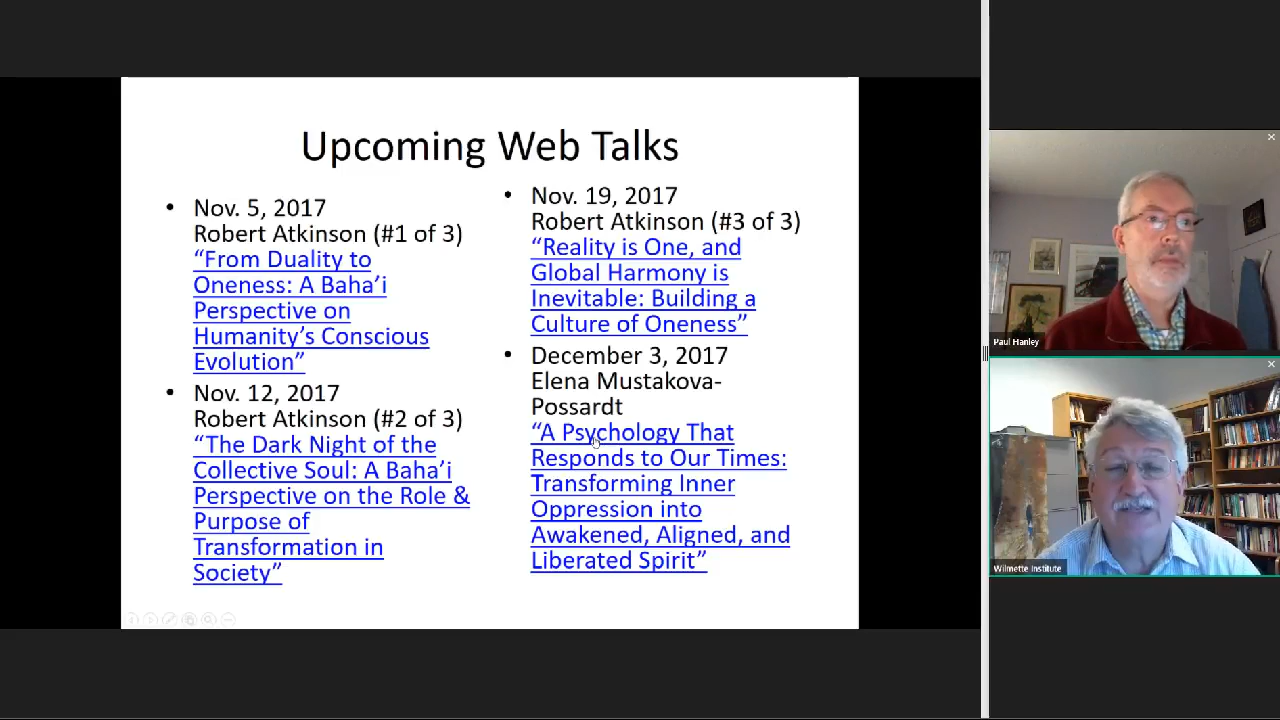 Upcoming Web Talks
• Nov. 5, 2017
Robert Atkinson (#1 of 3)
“From Duality to
Oneness: A Baha’i
Perspective on
Humanity’s Conscious
Evolution”
• Nov. 12, 2017
Robert Atkinson (#2 of 3)
“The Dark Night of the
Collective Soul: A Baha’i
Perspective on the Role &
Purpose of
Transformation in
Society”
• Nov. 19, 2017
Robert Atkinson (#3 of 3)
“Reality is One, and
Global Harmony is
Inevitable: Building a
Culture of Oneness”
• December 3, 2017
Elena Mustakova-
Possardt
“A Psychology That
Responds to Our Times:
Transforming Inner
Oppression into
Awakened, Aligned, and
Liberated Spirit”
Paul Hanley
Wilmette Institute